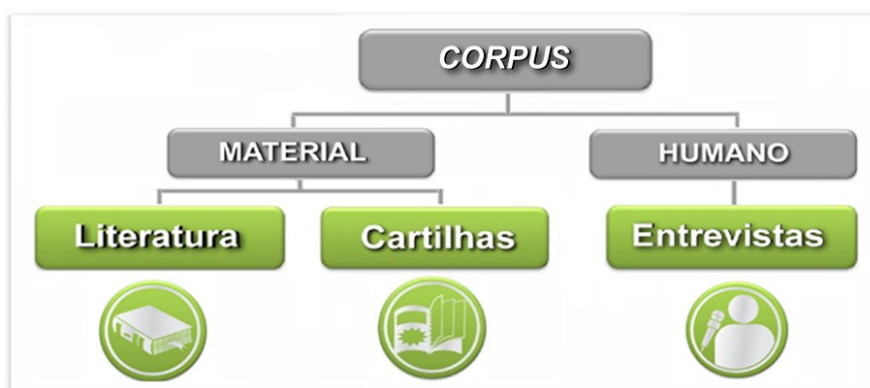 CORPUS
MATERIAL
HUMANO
Literatura
Cartilhas
Entrevistas